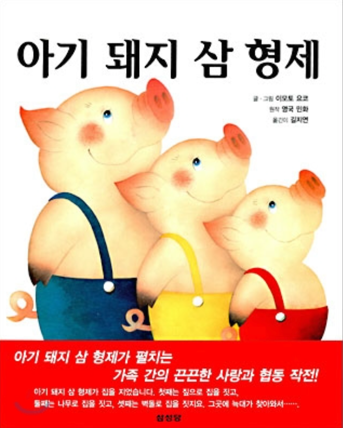 아기 돼지 삼 형제
글·그림 이모토 요코
원작 영국 민화
옮긴이 김지연
아기 돼지 삼 형제가 펼치는
가족 간의 끈끈한 사랑과 협동 작전!
아기 돼지 삼 형제가 집을 지었습니다. 첫째는 짚으로 집을 짓고,
둘째는 나무로 집을 짓고, 셋째는 벽돌로 집을 짓지요. 그곳에 늑대가 찾아와서…….
삼성당